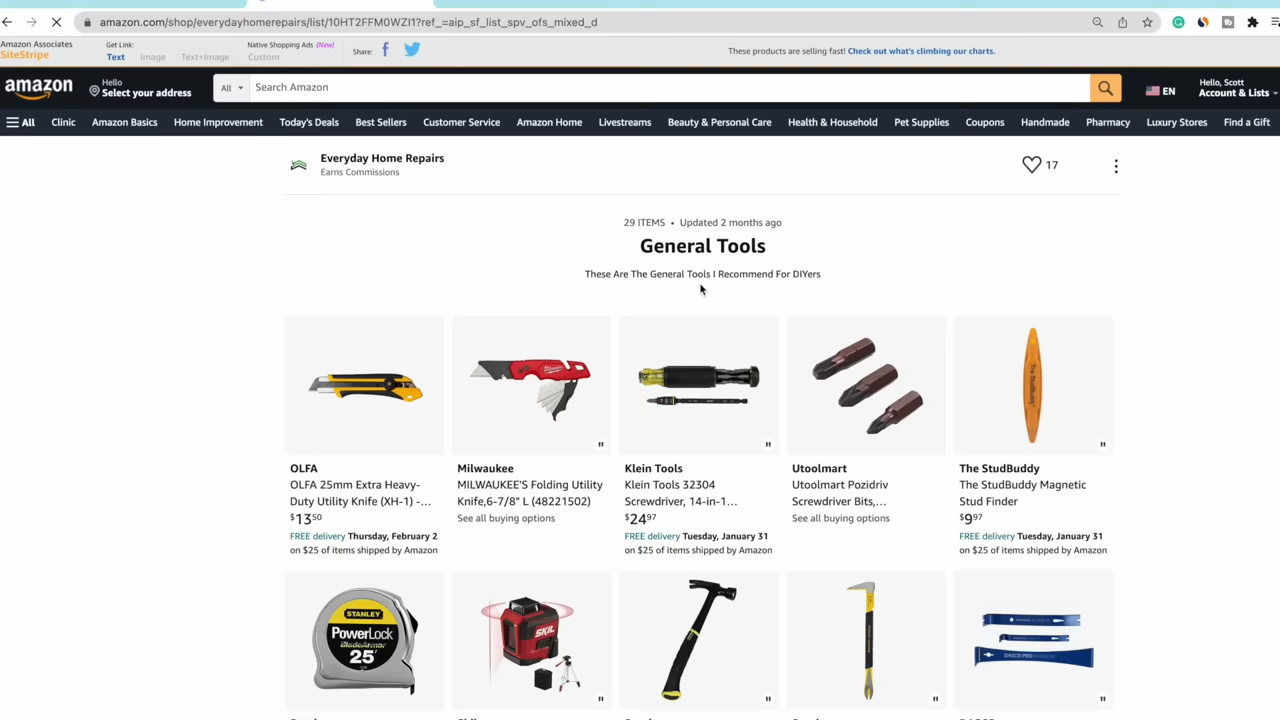 amazon.com/shop/everydayhomerepairs/list/10HT2FFM0WZI1?ref_=aip_sf_list_spv_ofs_mixed_d
Amazon Associates
SiteStripe
Get Link:
Text Image Text+Image
Native Shopping Ads (New)
Custom
Share:
These products are selling fast! Check out what's climbing our charts.
amazon
Hello
Select your address
All
Search Amazon
EN
Hello, Scott
Account & Lists
All Clinic Amazon Basics Home Improvement Today's Deals Best Sellers Customer Service Amazon Home Livestreams Beauty & Personal Care Health & Household Pet Supplies Coupons Handmade Pharmacy Luxury Stores Find a Gift
Everyday Home Repairs
Earns Commissions
17
29 ITEMS • Updated 2 months ago
General Tools
These Are The General Tools I Recommend For DIYers
Milwaukee
The StudBuddy
OLFA
OLFA 25mm Extra Heavy-
Duty Utility Knife (XH-1) -...
$13⁵⁰
FREE delivery Thursday, February 2
on $25 of items shipped by Amazon
Milwaukee
MILWAUKEE'S Folding Utility
Knife,6-7/8" L (48221502)
See all buying options
Klein Tools
Klein Tools 32304
Screwdriver, 14-in-1...
$24⁹⁷
FREE delivery Tuesday, January 31
on $25 of items shipped by Amazon
Utoolmart
Utoolmart Pozidriv
Screwdriver Bits,...
See all buying options
The StudBuddy
The StudBuddy Magnetic
Stud Finder
$9⁹⁷
FREE delivery Tuesday, January 31
on $25 of items shipped by Amazon
STANLEY
PowerLock
BladeArmor
25'
SKIL
DASCO PRO